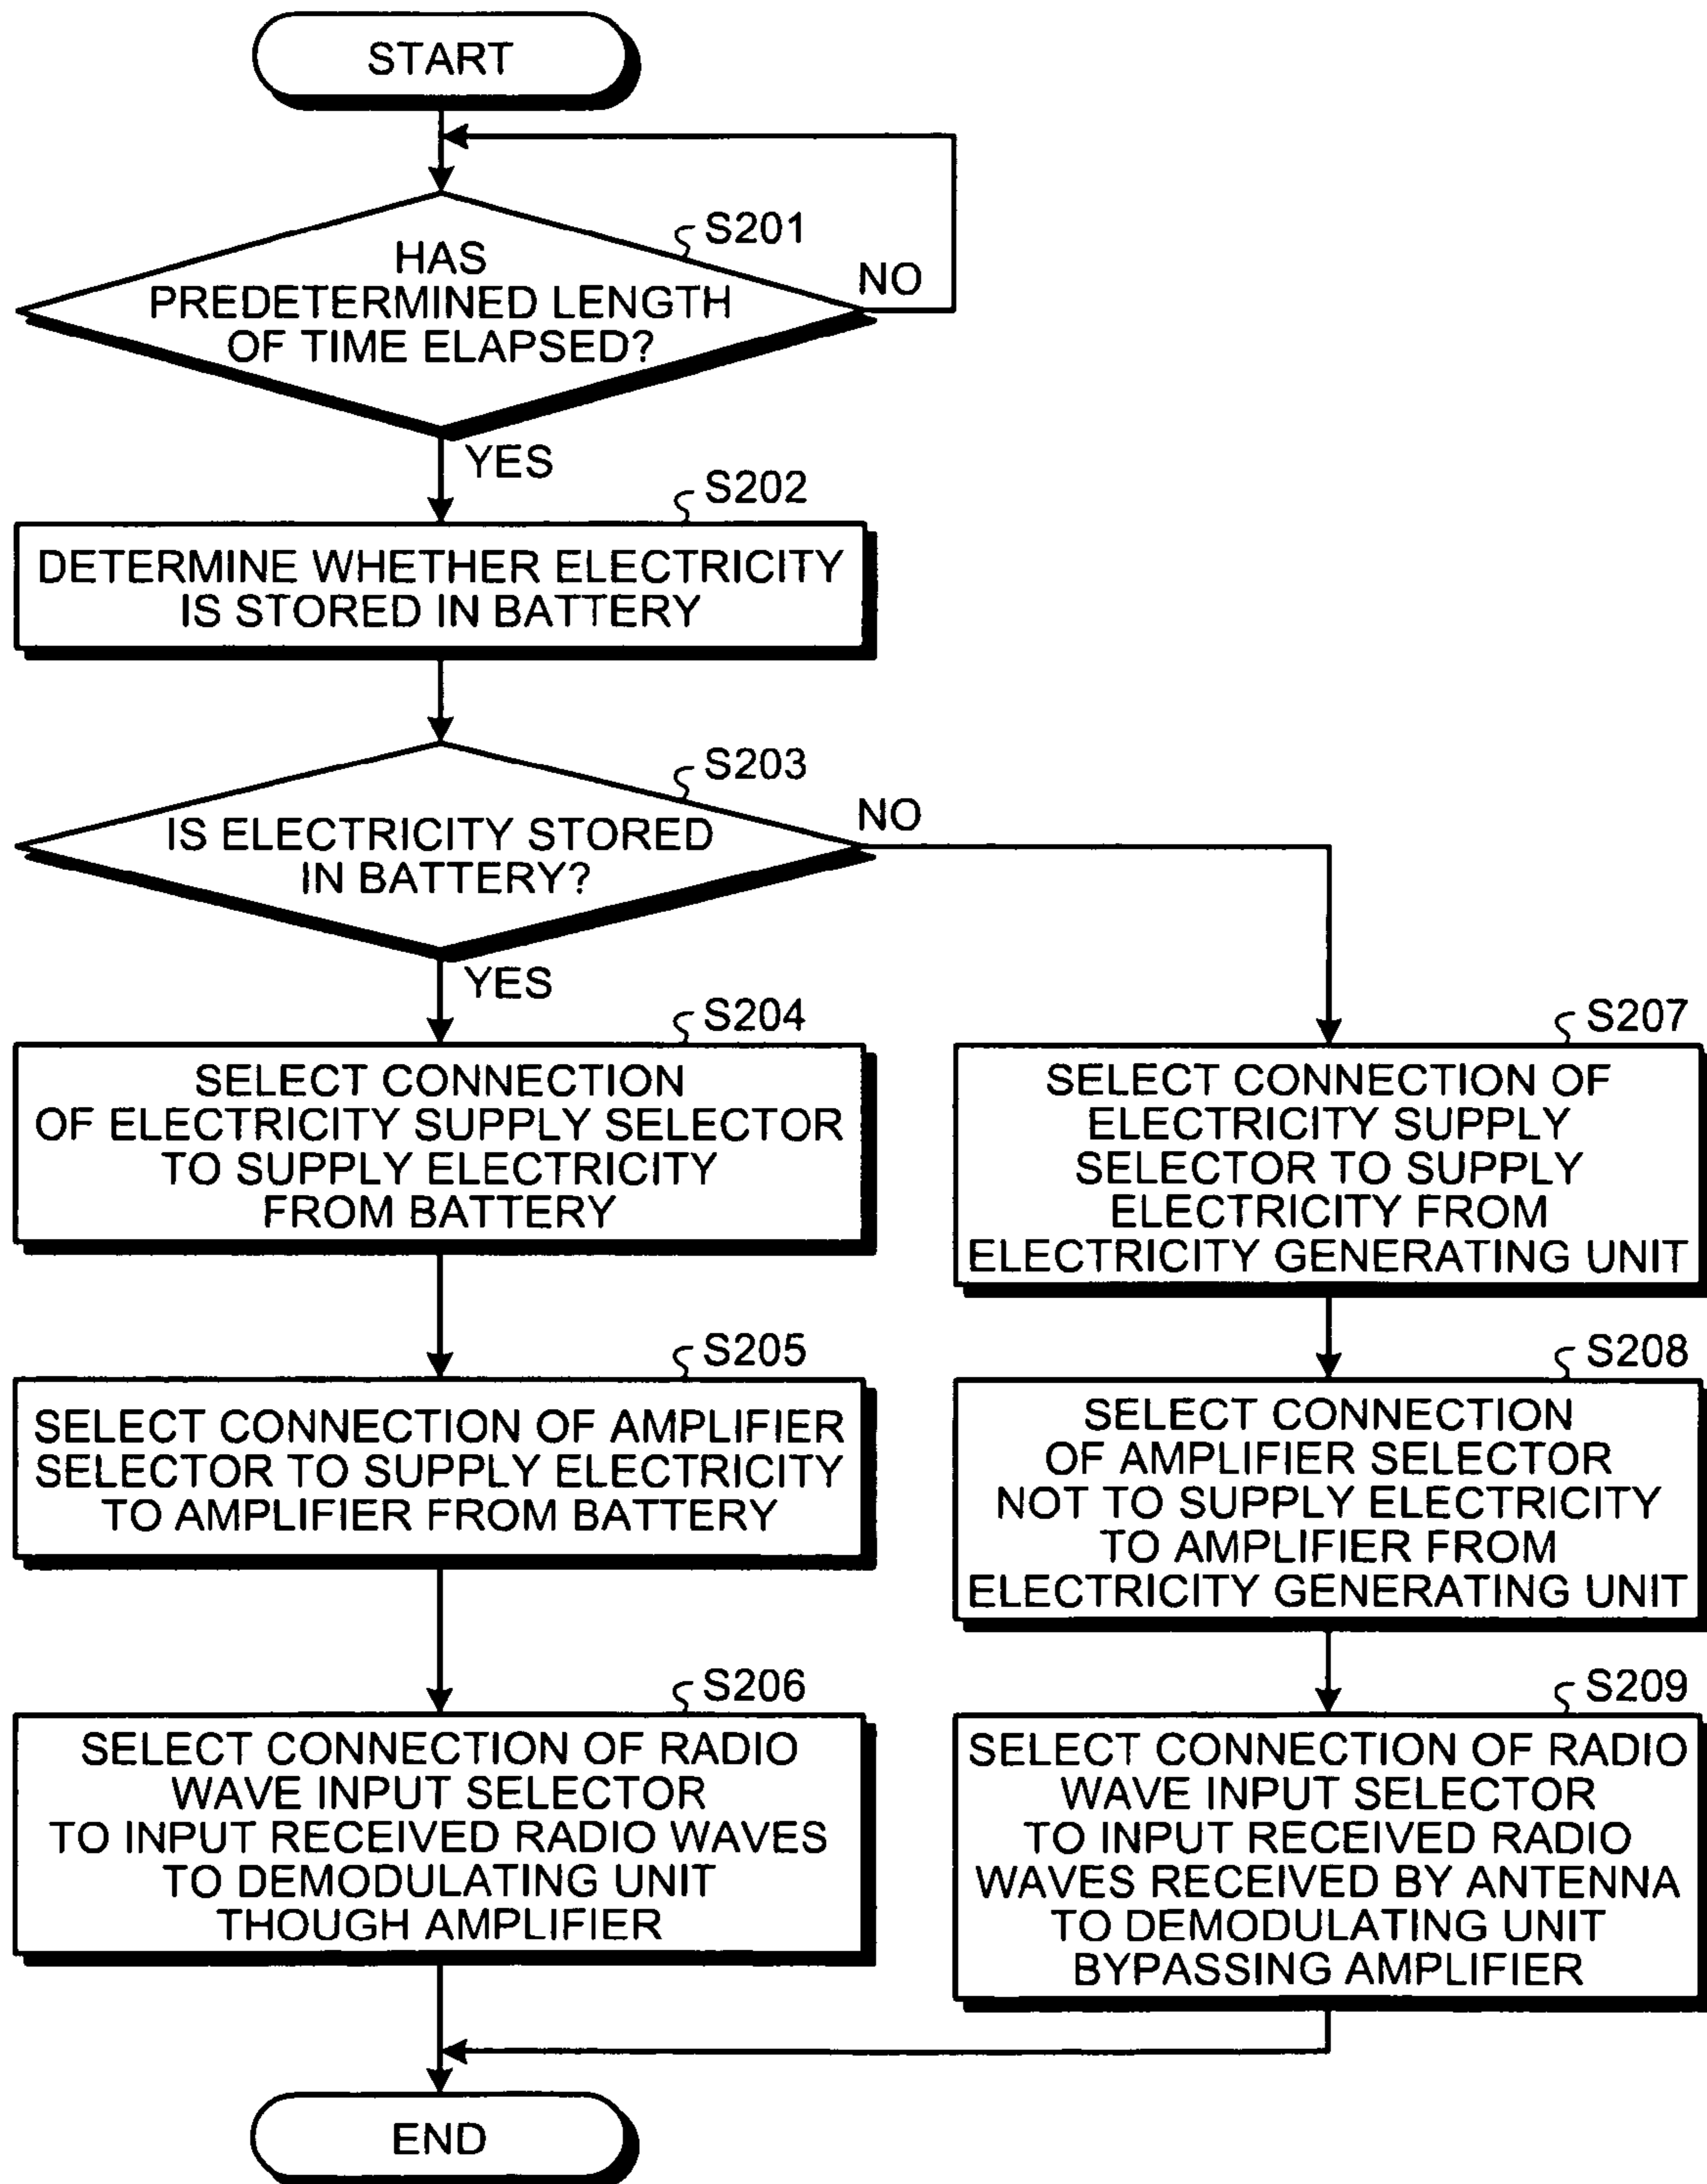 START
S201
HAS
PREDETERMINED LENGTH
OF TIME ELAPSED?
NO
YES
S202
DETERMINE WHETHER ELECTRICITY
IS STORED IN BATTERY
S203
IS ELECTRICITY STORED
IN BATTERY?
NO
YES
S204
SELECT CONNECTION
OF ELECTRICITY SUPPLY SELECTOR
TO SUPPLY ELECTRICITY
FROM BATTERY
S205
SELECT CONNECTION OF AMPLIFIER
SELECTOR TO SUPPLY ELECTRICITY
TO AMPLIFIER FROM BATTERY
S206
SELECT CONNECTION OF RADIO
WAVE INPUT SELECTOR
TO INPUT RECEIVED RADIO WAVES
TO DEMODULATING UNIT
THOUGH AMPLIFIER
S207
SELECT CONNECTION OF
ELECTRICITY SUPPLY
SELECTOR TO SUPPLY
ELECTRICITY FROM
ELECTRICITY GENERATING UNIT
S208
SELECT CONNECTION
OF AMPLIFIER SELECTOR
NOT TO SUPPLY ELECTRICITY
TO AMPLIFIER FROM
ELECTRICITY GENERATING UNIT
S209
SELECT CONNECTION OF RADIO
WAVE INPUT SELECTOR
TO INPUT RECEIVED RADIO
WAVES RECEIVED BY ANTENNA
TO DEMODULATING UNIT
BYPASSING AMPLIFIER
END